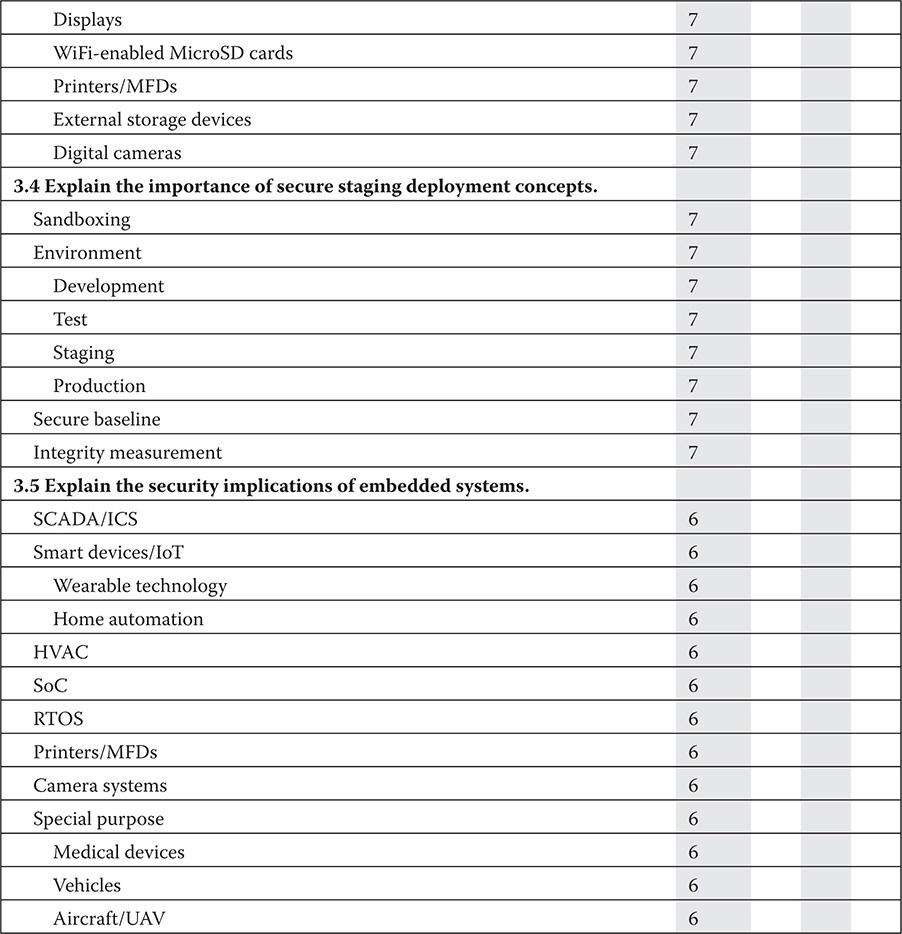 Displays 7
WiFi-enabled MicroSD cards 7
Printers/MFDs 7
External storage devices 7
Digital cameras 7
3.4 Explain the importance of secure staging deployment concepts.
Sandboxing 7
Environment 7
Development 7
Test 7
Staging 7
Production 7
Secure baseline 7
Integrity measurement 7
3.5 Explain the security implications of embedded systems.
SCADA/ICS 6
Smart devices/IoT 6
Wearable technology 6
Home automation 6
HVAC 6
SoC 6
RTOS 6
Printers/MFDs 6
Camera systems 6
Special purpose 6
Medical devices 6
Vehicles 6
Aircraft/UAV 6